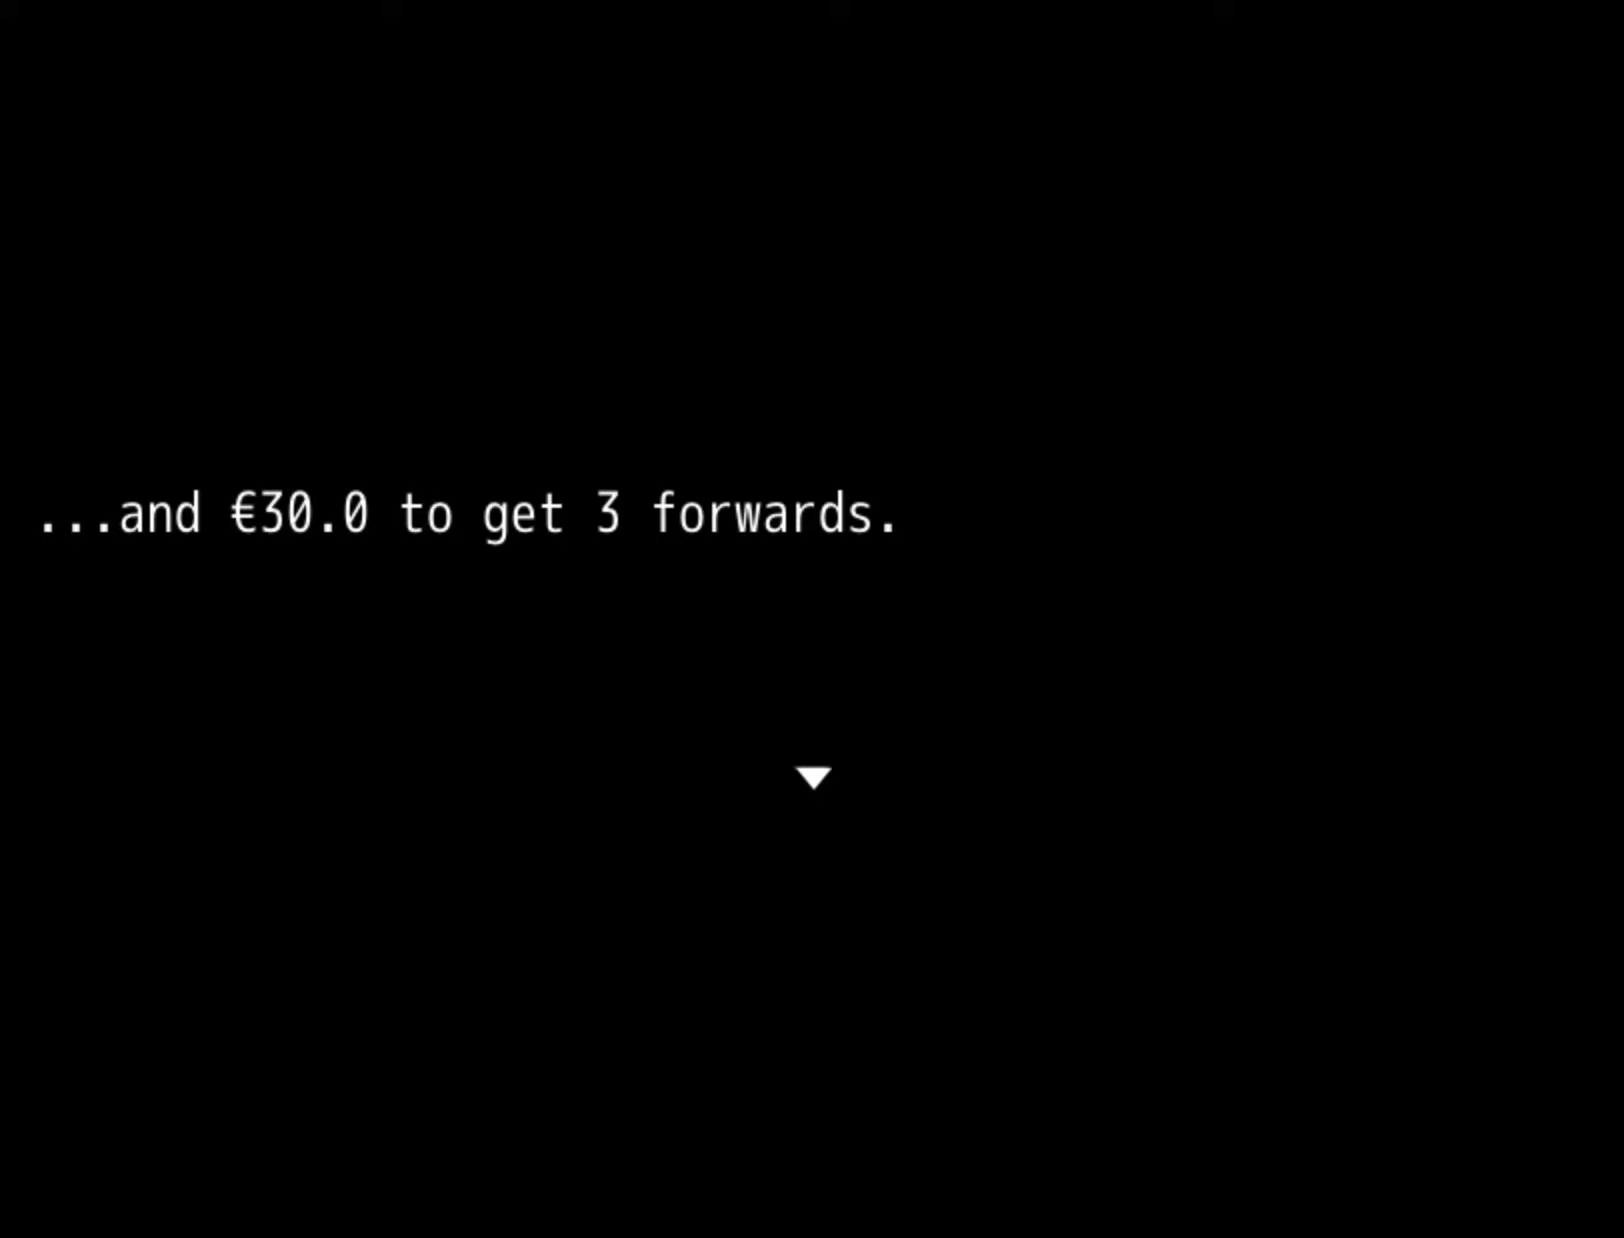 ...and €30.0 to get 3 forwards.